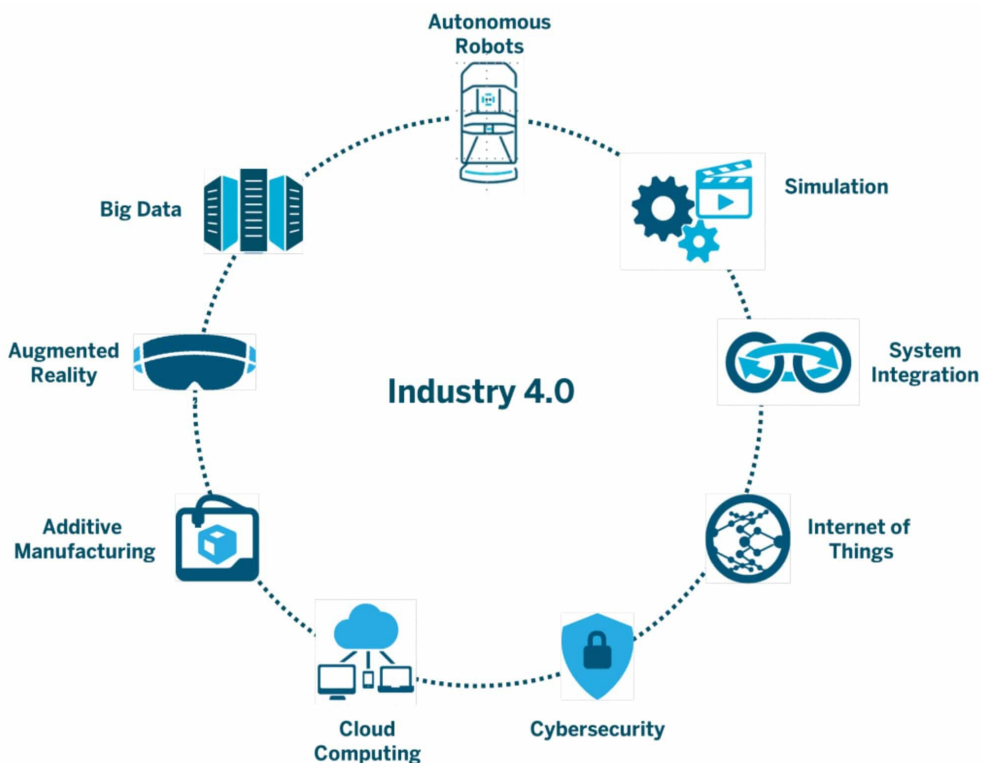 Autonomous
Robots
Simulation
Big Data
System
Integration
Augmented
Reality
Industry 4.0
Internet of
Things
Additive
Manufacturing
Cybersecurity
Cloud
Computing